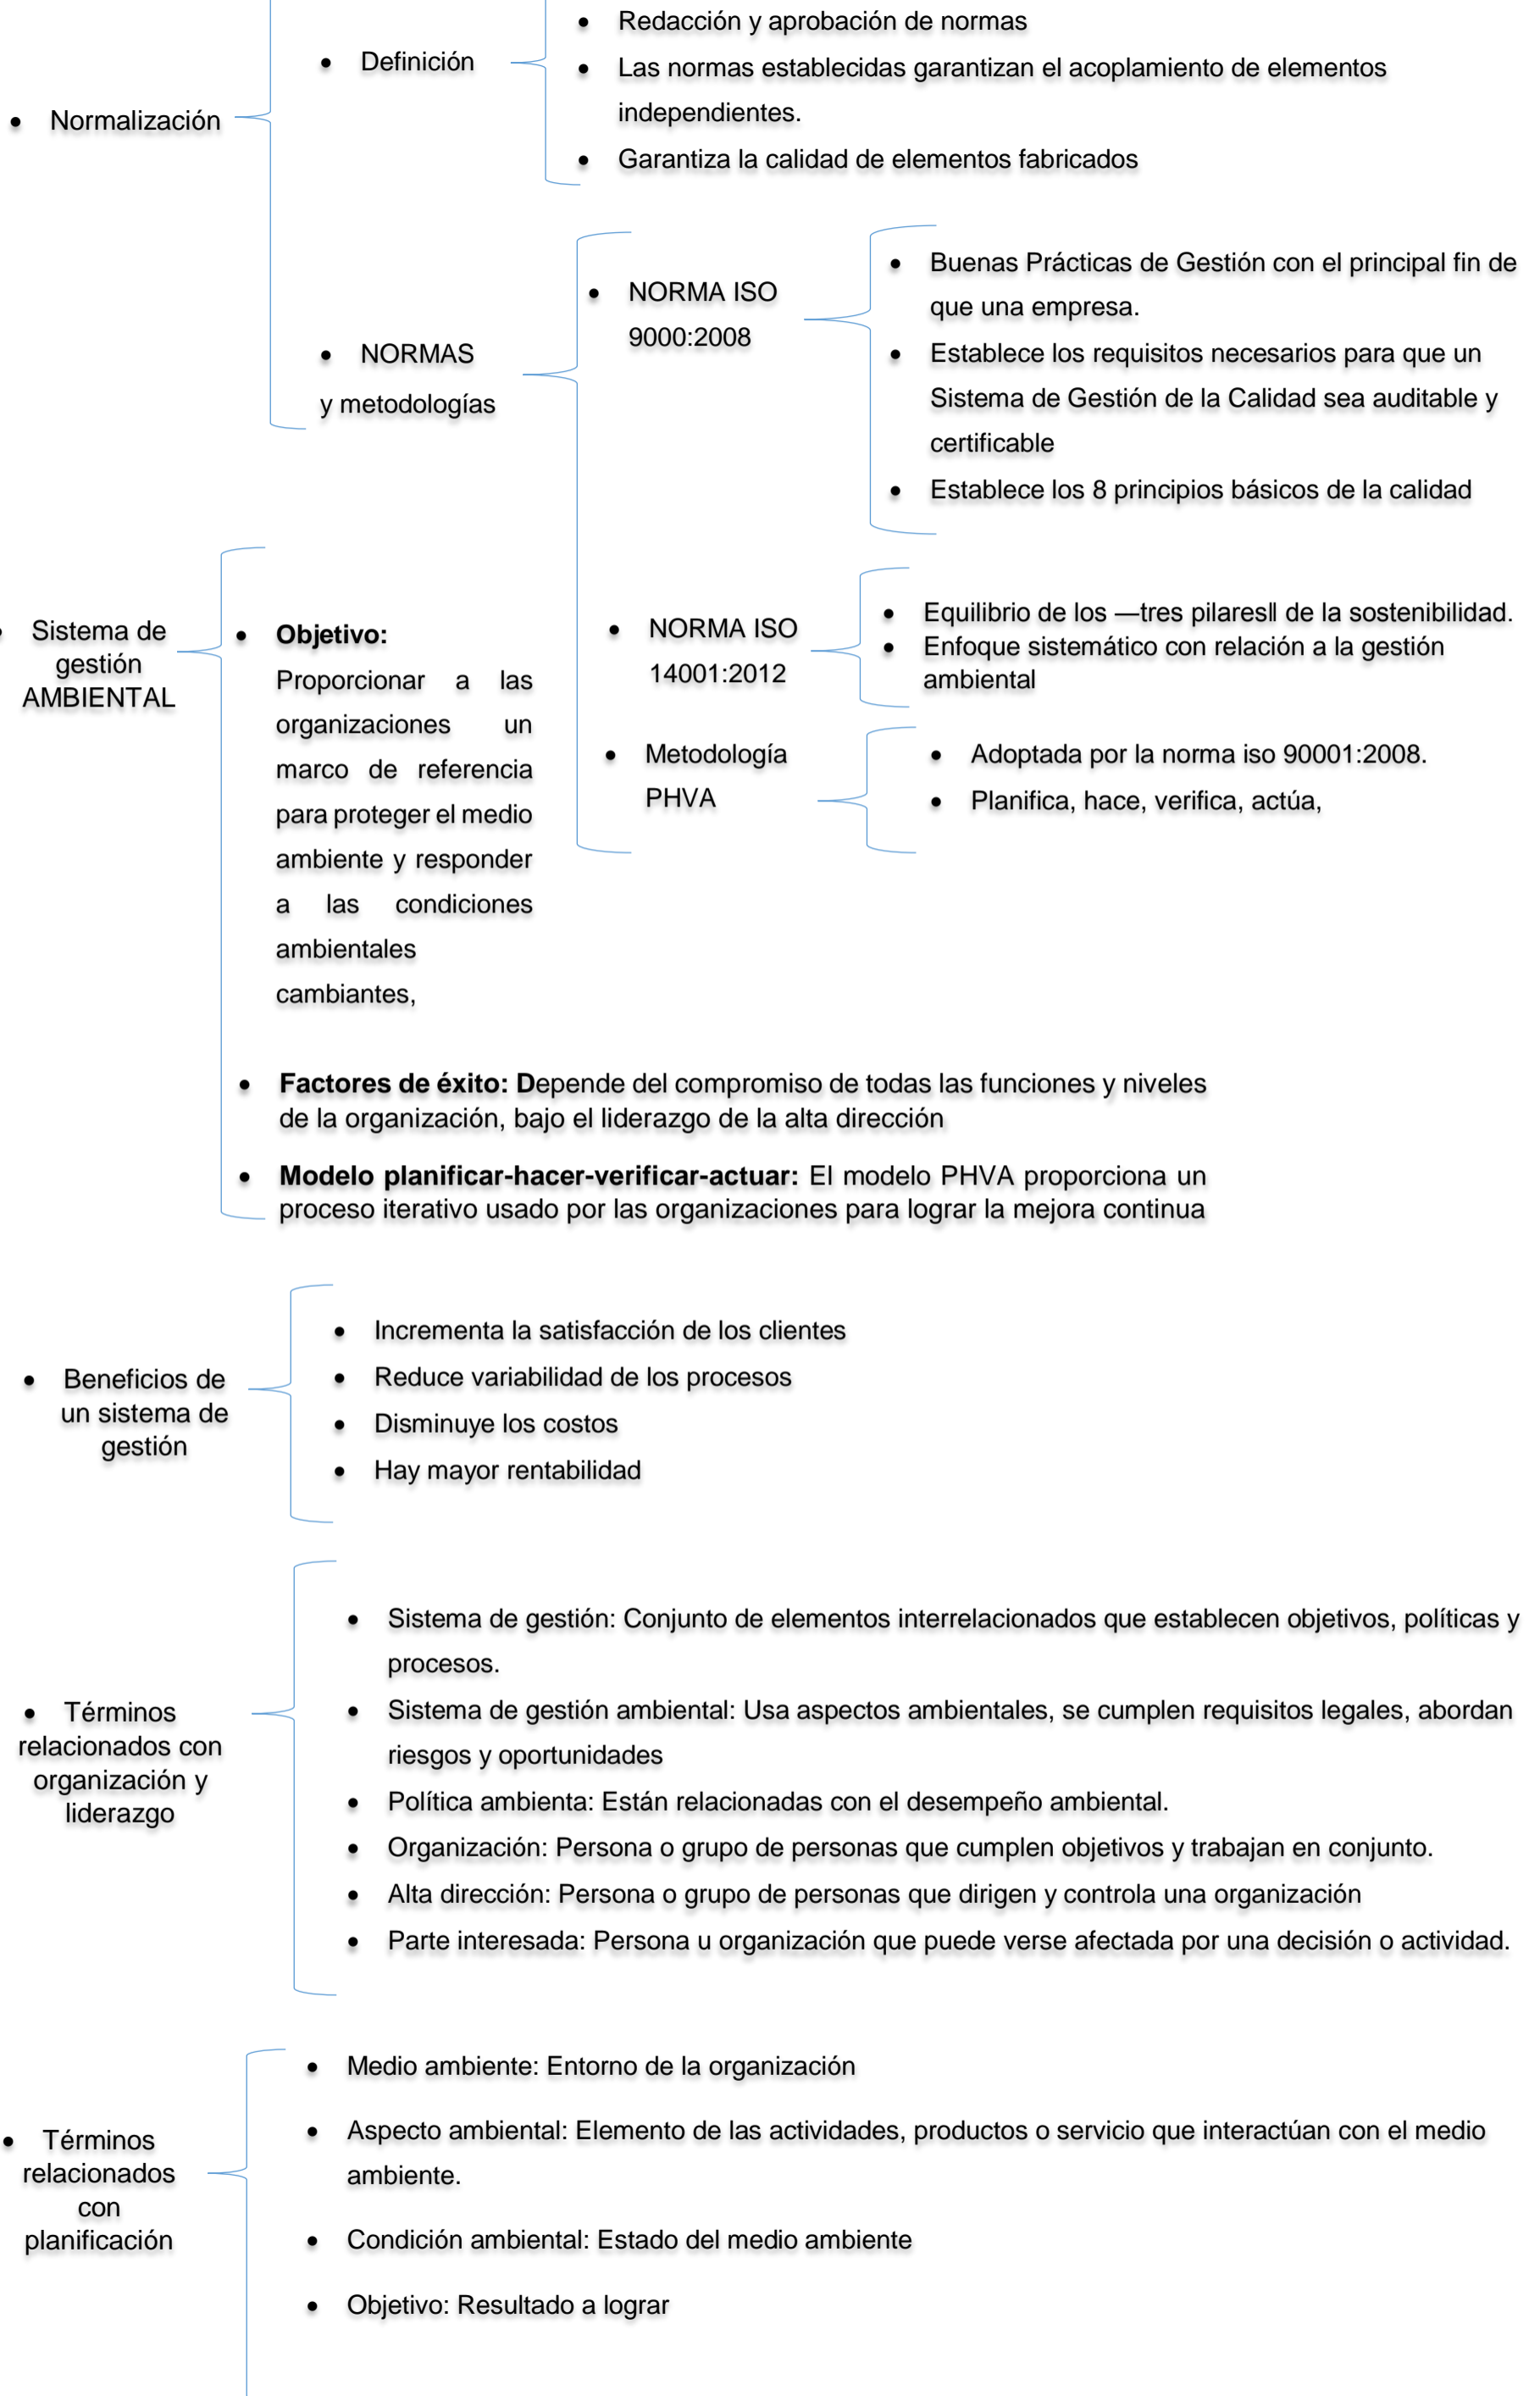 • Normalización
• Definición
• Redacción y aprobación de normas
• Las normas establecidas garantizan el acoplamiento de elementos
independientes.
• Garantiza la calidad de elementos fabricados
• NORMAS
y metodologías
• NORMA ISO
9000:2008
• Buenas Prácticas de Gestión con el principal fin de
que una empresa.
• Establece los requisitos necesarios para que un
Sistema de Gestión de la Calidad sea auditable y
certificable
• Establece los 8 principios básicos de la calidad
• NORMA ISO
14001:2012
• Equilibrio de los ―tres pilares‖ de la sostenibilidad.
• Enfoque sistemático con relación a la gestión
ambiental
• Metodología
PHVA
• Adoptada por la norma iso 90001:2008.
• Planifica, hace, verifica, actúa,
• Sistema de
gestión
AMBIENTAL
• Objetivo:
Proporcionar a las
organizaciones un
marco de referencia
para proteger el medio
ambiente y responder
a las condiciones
ambientales
cambiantes,
• Factores de éxito: Depende del compromiso de todas las funciones y niveles
de la organización, bajo el liderazgo de la alta dirección
• Modelo planificar-hacer-verificar-actuar: El modelo PHVA proporciona un
proceso iterativo usado por las organizaciones para lograr la mejora continua
• Beneficios de
un sistema de
gestión
• Incrementa la satisfacción de los clientes
• Reduce variabilidad de los procesos
• Disminuye los costos
• Hay mayor rentabilidad
• Términos
relacionados con
organización y
liderazgo
• Sistema de gestión: Conjunto de elementos interrelacionados que establecen objetivos, políticas y
procesos.
• Sistema de gestión ambiental: Usa aspectos ambientales, se cumplen requisitos legales, abordan
riesgos y oportunidades
• Política ambienta: Están relacionadas con el desempeño ambiental.
• Organización: Persona o grupo de personas que cumplen objetivos y trabajan en conjunto.
• Alta dirección: Persona o grupo de personas que dirigen y controla una organización
• Parte interesada: Persona u organización que puede verse afectada por una decisión o actividad.
• Términos
relacionados
con
planificación
• Medio ambiente: Entorno de la organización
• Aspecto ambiental: Elemento de las actividades, productos o servicio que interactúan con el medio
ambiente.
• Condición ambiental: Estado del medio ambiente
• Objetivo: Resultado a lograr